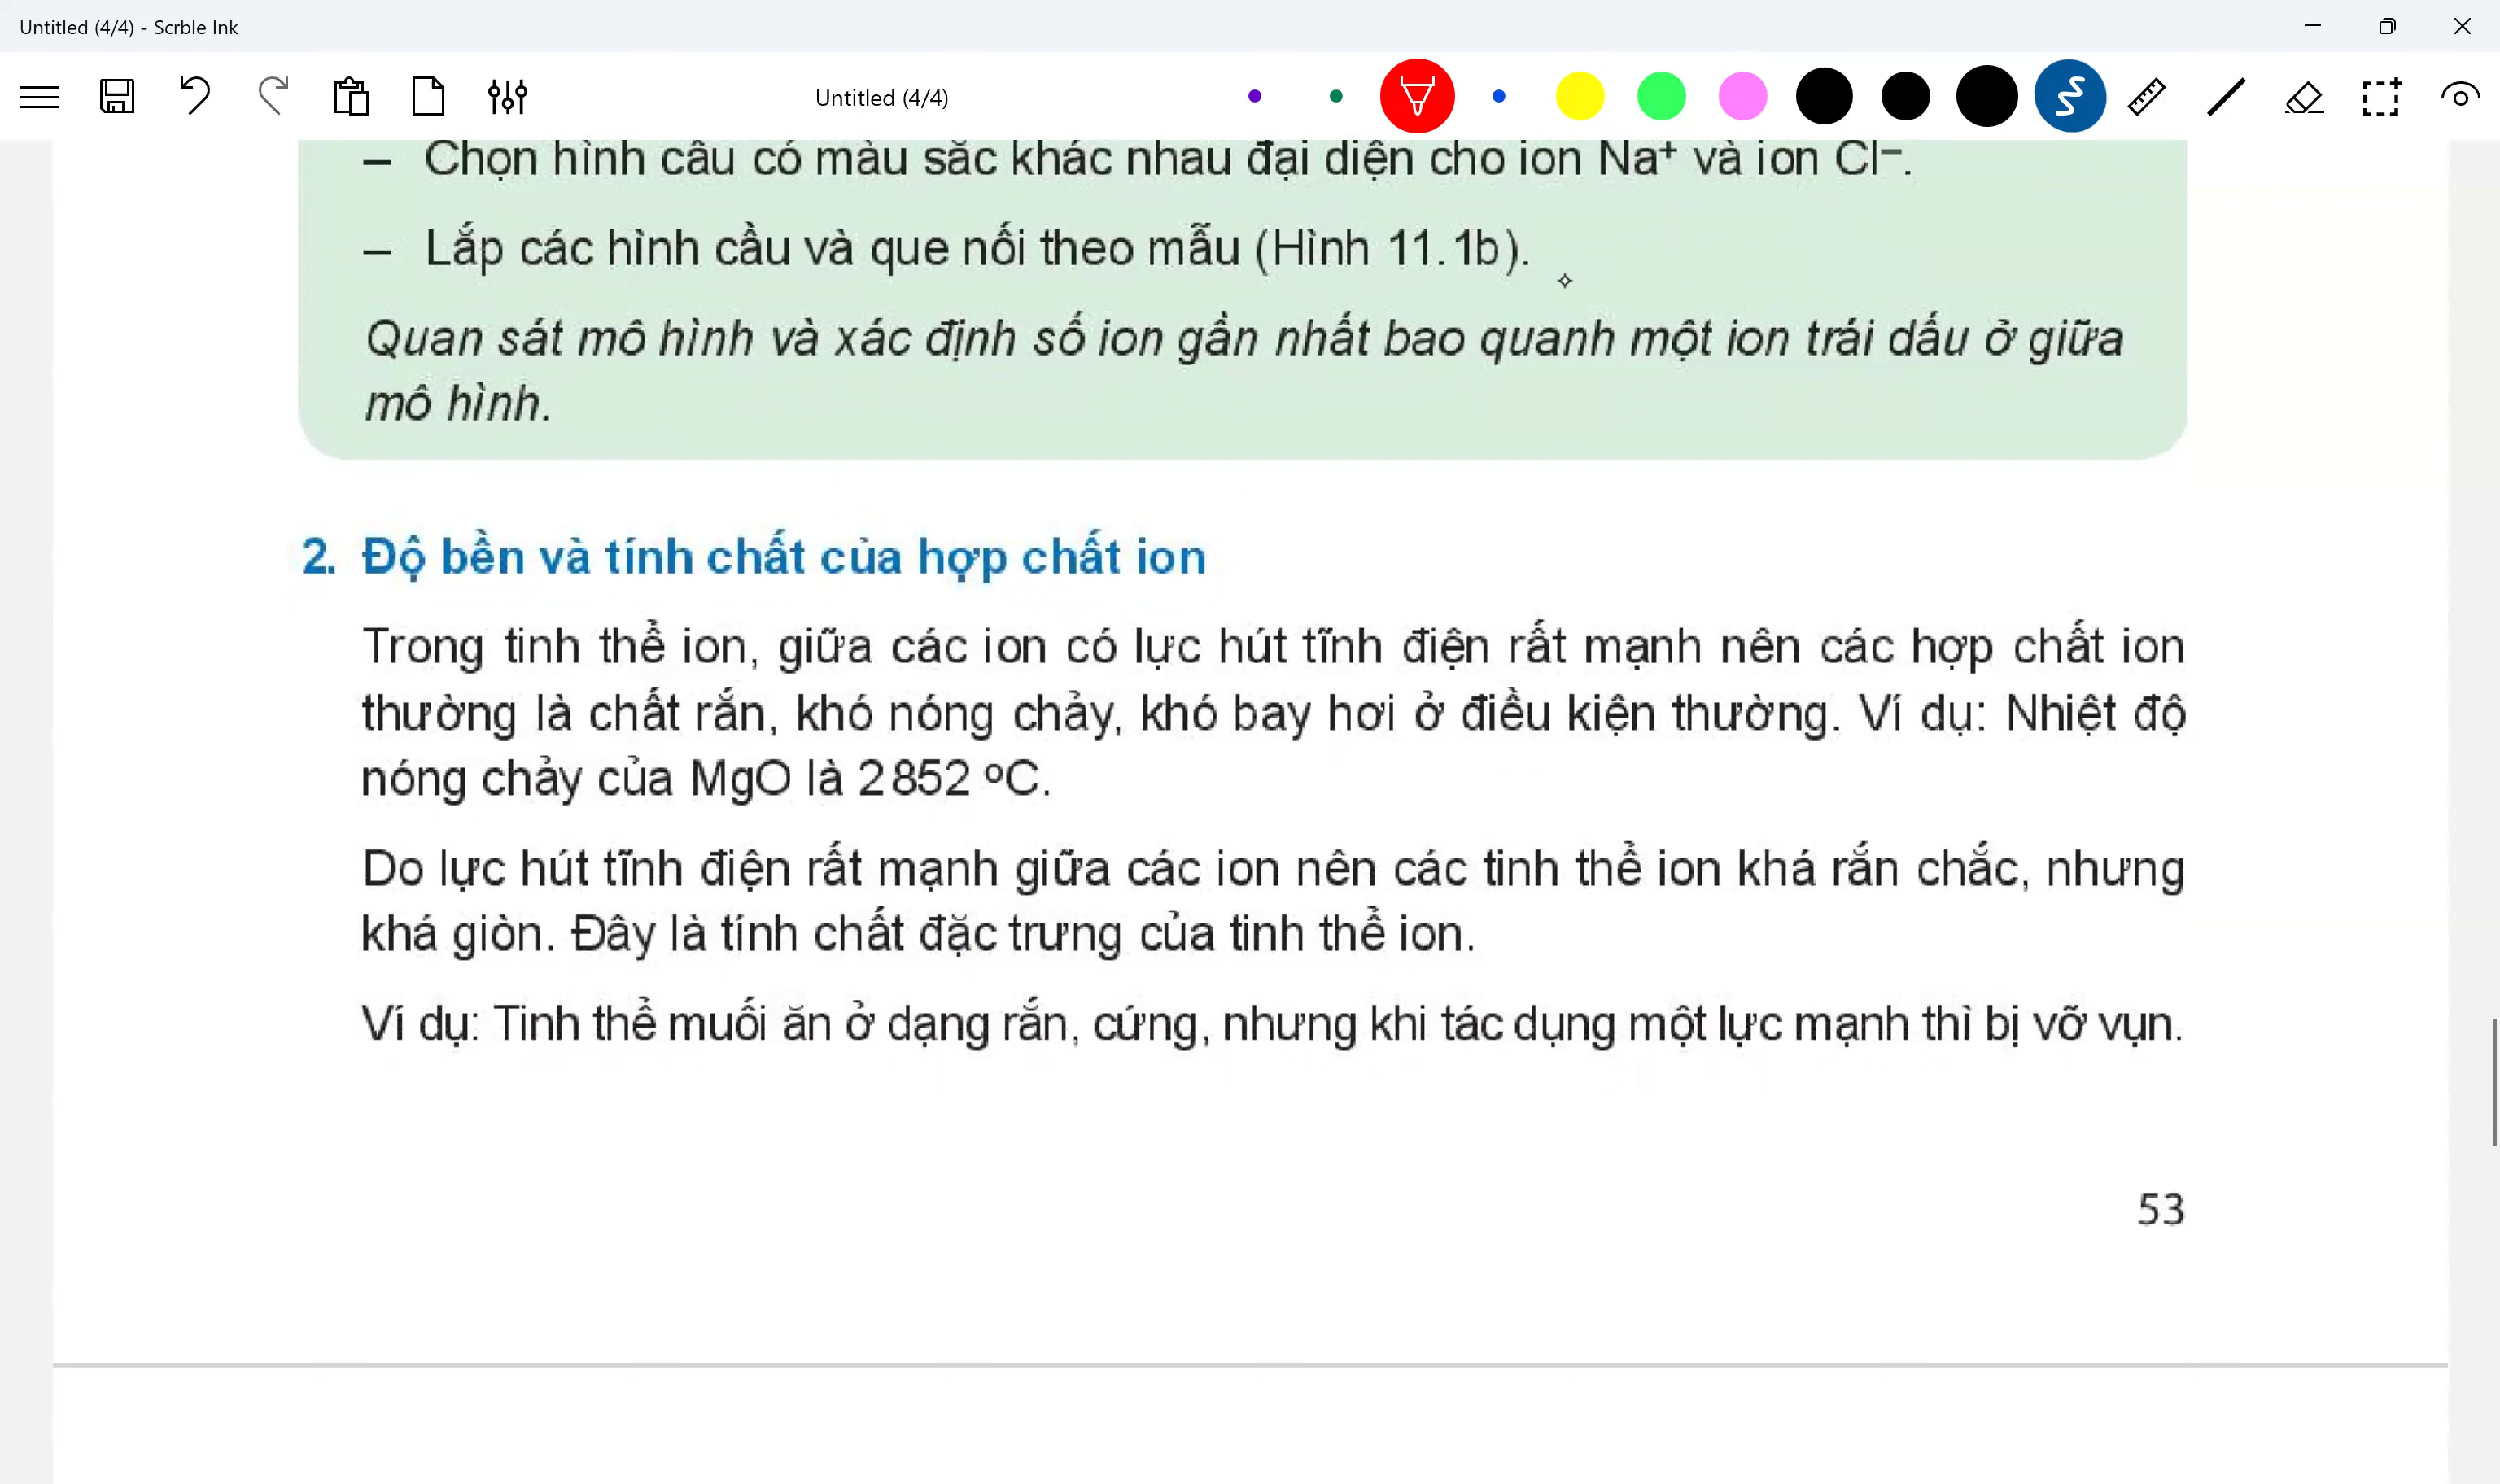 Untitled (4/4) - Scrble Ink
Untitled (4/4)
– Chọn hình cầu có màu sắc khác nhau đại diện cho ion Na⁺ và ion Cl⁻.
– Lắp các hình cầu và que nối theo mẫu (Hình 11.1b).
Quan sát mô hình và xác định số ion gần nhất bao quanh một ion trái dấu ở giữa
mô hình.
2. Độ bền và tính chất của hợp chất ion
Trong tinh thể ion, giữa các ion có lực hút tĩnh điện rất mạnh nên các hợp chất ion
thường là chất rắn, khó nóng chảy, khó bay hơi ở điều kiện thường. Ví dụ: Nhiệt độ
nóng chảy của MgO là 2 852 ºC.
Do lực hút tĩnh điện rất mạnh giữa các ion nên các tinh thể ion khá rắn chắc, nhưng
khá giòn. Đây là tính chất đặc trưng của tinh thể ion.
Ví dụ: Tinh thể muối ăn ở dạng rắn, cứng, nhưng khi tác dụng một lực mạnh thì bị vỡ vụn.
53